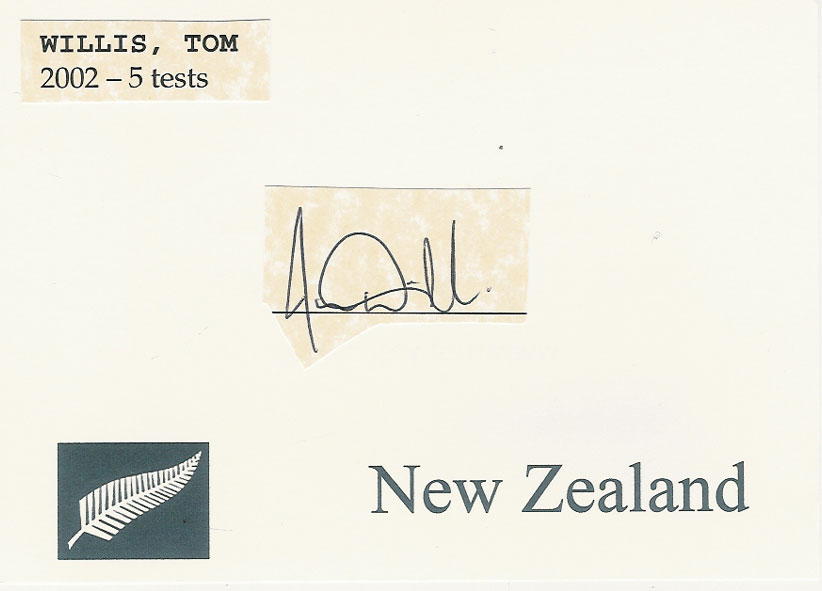 WILLIS, TOM
2002 – 5 tests
New Zealand